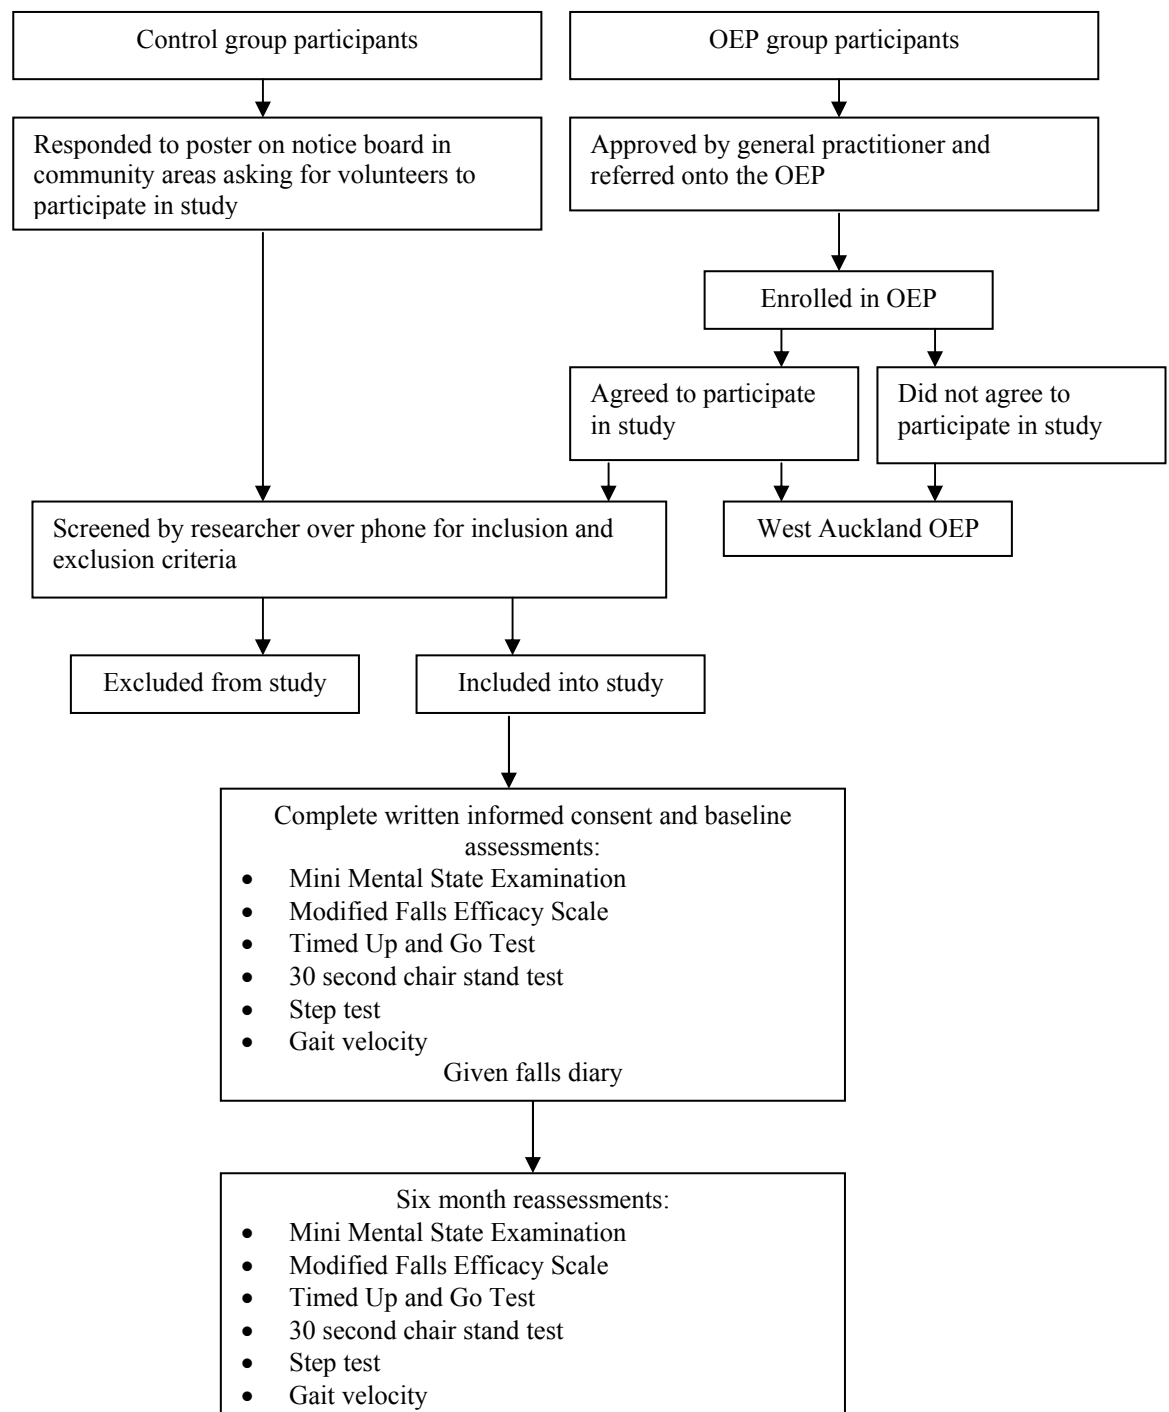 Control group participants
OEP group participants
Responded to poster on notice board in
community areas asking for volunteers to
participate in study
Approved by general practitioner and
referred onto the OEP
Enrolled in OEP
Agreed to participate
in study
Did not agree to
participate in study
Screened by researcher over phone for inclusion and
exclusion criteria
West Auckland OEP
Excluded from study
Included into study
Complete written informed consent and baseline
assessments:
• Mini Mental State Examination
• Modified Falls Efficacy Scale
• Timed Up and Go Test
• 30 second chair stand test
• Step test
• Gait velocity
Given falls diary
Six month reassessments:
• Mini Mental State Examination
• Modified Falls Efficacy Scale
• Timed Up and Go Test
• 30 second chair stand test
• Step test
• Gait velocity